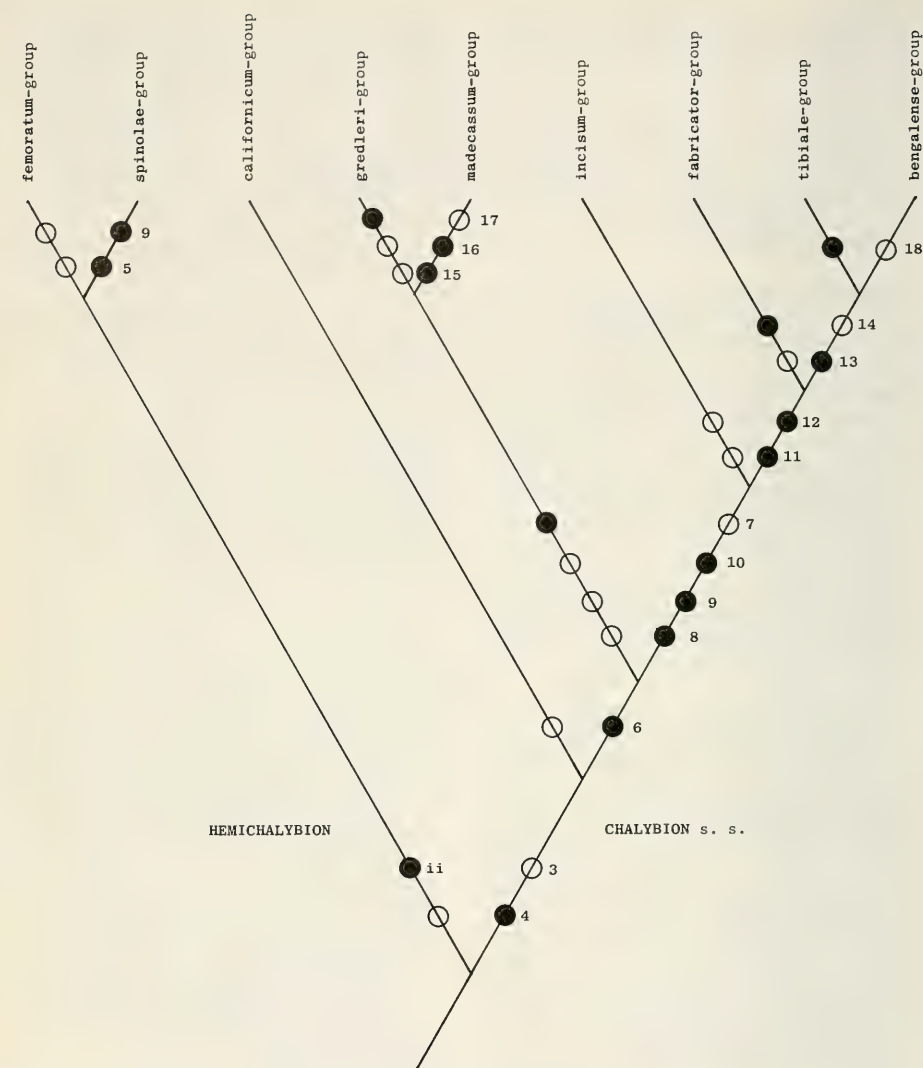 femoratum-group
spinolae-group
californicum-group
gredleri-group
madecassum-group
incisum-group
fabricator-group
tibiale-group
bengalense-group
9
5
17
16
15
18
14
13
12
11
7
10
9
8
6
HEMICHALYBION
CHALYBION s. s.
ii
3
4